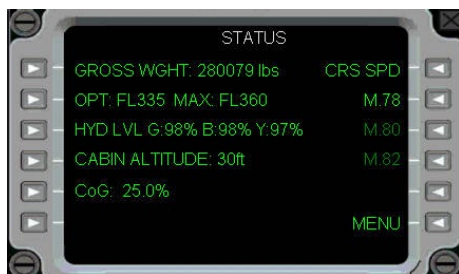 STATUS
GROSS WGHT: 280079 lbs CRS SPD
OPT: FL335 MAX: FL360 M.78
HYD LVL G:98% B:98% Y:97% M.80
CABIN ALTITUDE: 30ft M.82
CoG: 25.0%
MENU